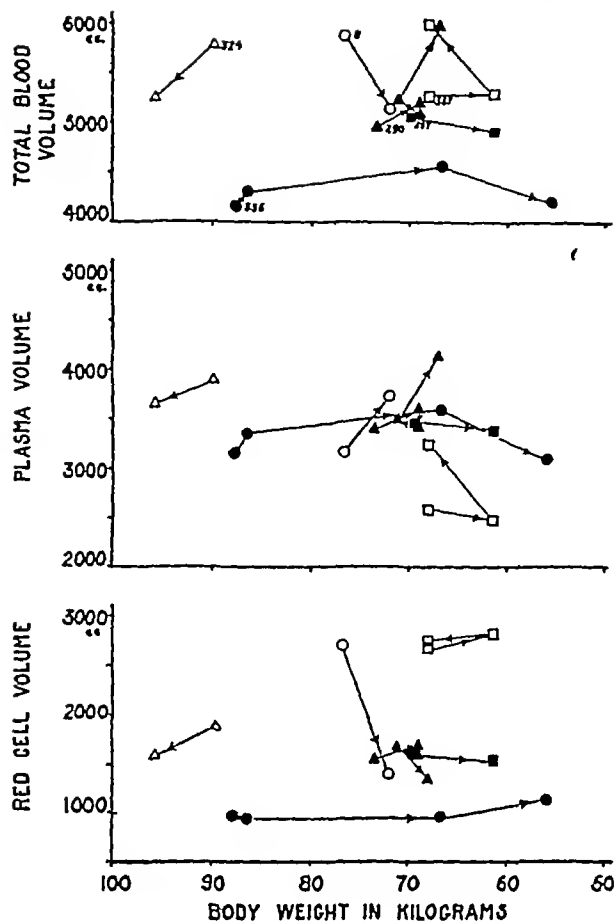 6000
cc.
5000
4000
TOTAL BLOOD
VOLUME
324
8
290
336
5000
cc.
4000
3000
2000
PLASMA VOLUME
3000
cc.
2000
1000
RED CELL VOLUME
100 90 80 70 60 50
BODY WEIGHT IN KILOGRAMS